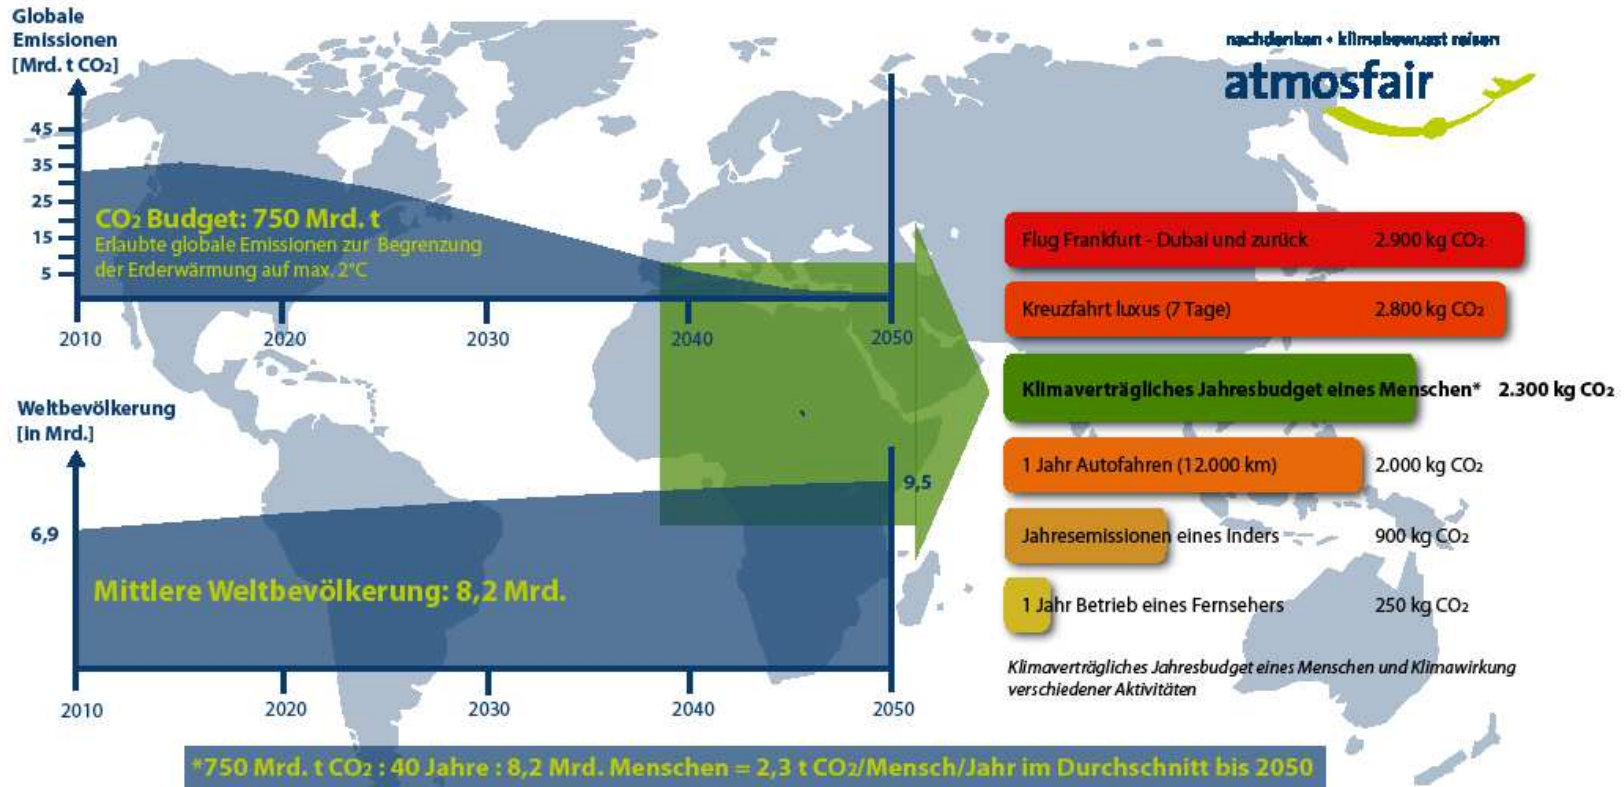 Globale
Emissionen
[Mrd. t CO₂]
45
35
25
15
5
CO₂ Budget: 750 Mrd. t
Erlaubte globale Emissionen zur Begrenzung
der Erderwärmung auf max. 2°C
2010 2020 2030 2040 2050
Weltbevölkerung
[in Mrd.]
6,9
9,5
Mittlere Weltbevölkerung: 8,2 Mrd.
2010 2020 2030 2040 2050
nachdenken • klimabewusst reisen
atmosfair
Flug Frankfurt - Dubai und zurück 2.900 kg CO₂
Kreuzfahrt luxus (7 Tage) 2.800 kg CO₂
Klimaverträgliches Jahresbudget eines Menschen* 2.300 kg CO₂
1 Jahr Autofahren (12.000 km) 2.000 kg CO₂
Jahresemissionen eines Inders 900 kg CO₂
1 Jahr Betrieb eines Fernsehers 250 kg CO₂
Klimaverträgliches Jahresbudget eines Menschen und Klimawirkung
verschiedener Aktivitäten
*750 Mrd. t CO₂ : 40 Jahre : 8,2 Mrd. Menschen = 2,3 t CO₂/Mensch/Jahr im Durchschnitt bis 2050